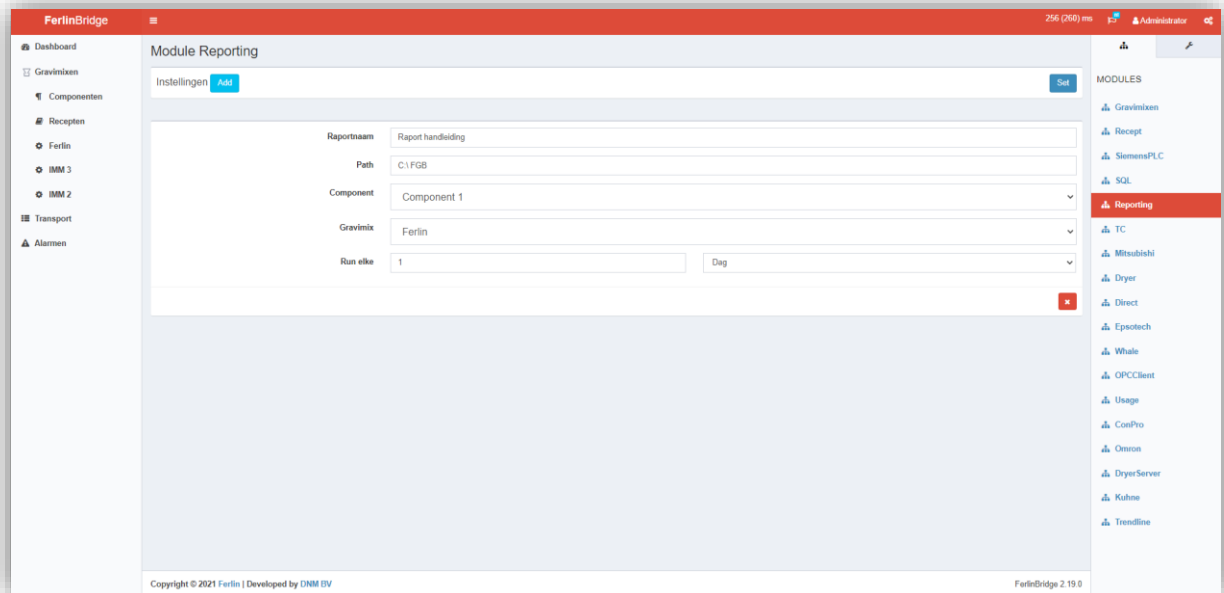 FerlinBridge
256 (260) ms
Administrator
Dashboard
Gravimixen
Componenten
Recepten
Ferlin
IMM 3
IMM 2
Transport
Alarmen
Module Reporting
Instellingen Add Set
Raportnaam Raport handleiding
Path C:\ FGB
Component Component 1
Gravimix Ferlin
Run elke 1 Dag
MODULES
Gravimixen
Recept
SiemensPLC
SQL
Reporting
TC
Mitsubishi
Dryer
Direct
Epsotech
Whale
OPCClient
Usage
ConPro
Omron
DryerServer
Kuhne
Trendline
Copyright © 2021 Ferlin | Developed by DNM BV
FerlinBridge 2.19.0